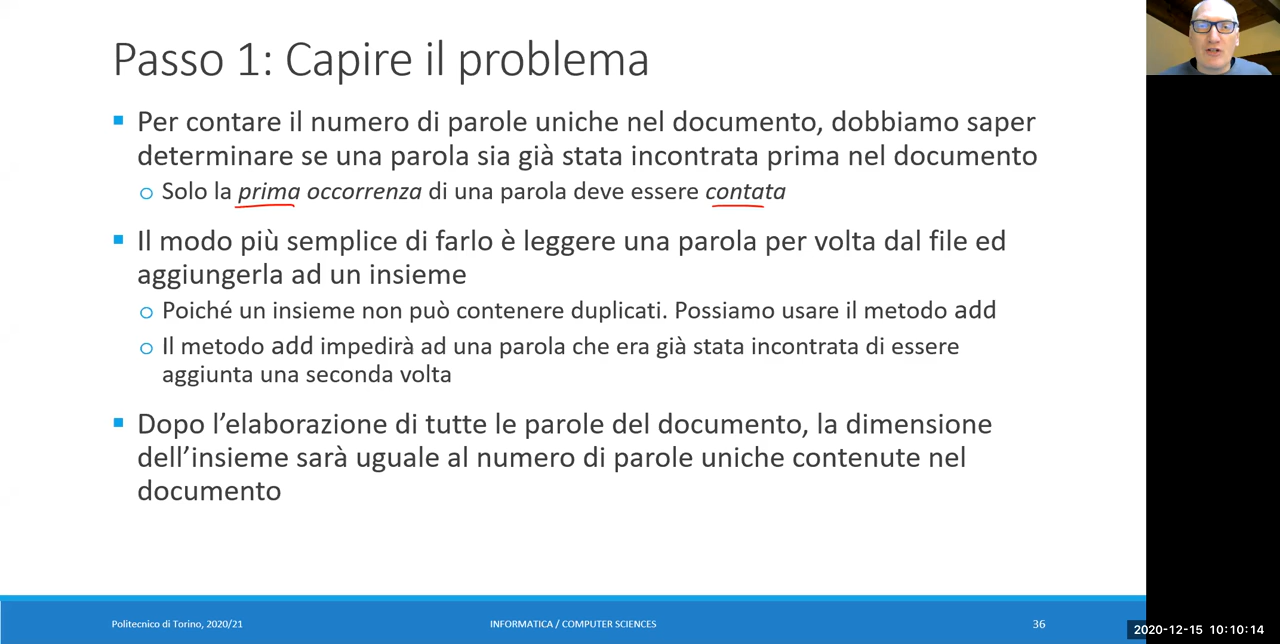 Passo 1: Capire il problema
Per contare il numero di parole uniche nel documento, dobbiamo saper
determinare se una parola sia già stata incontrata prima nel documento
Solo la prima occorrenza di una parola deve essere contata
Il modo più semplice di farlo è leggere una parola per volta dal file ed
aggiungerla ad un insieme
Poiché un insieme non può contenere duplicati. Possiamo usare il metodo add
Il metodo add impedirà ad una parola che era già stata incontrata di essere
aggiunta una seconda volta
Dopo l’elaborazione di tutte le parole del documento, la dimensione
dell’insieme sarà uguale al numero di parole uniche contenute nel
documento
Politecnico di Torino, 2020/21
INFORMATICA / COMPUTER SCIENCES
36
2020-12-15 10:10:14